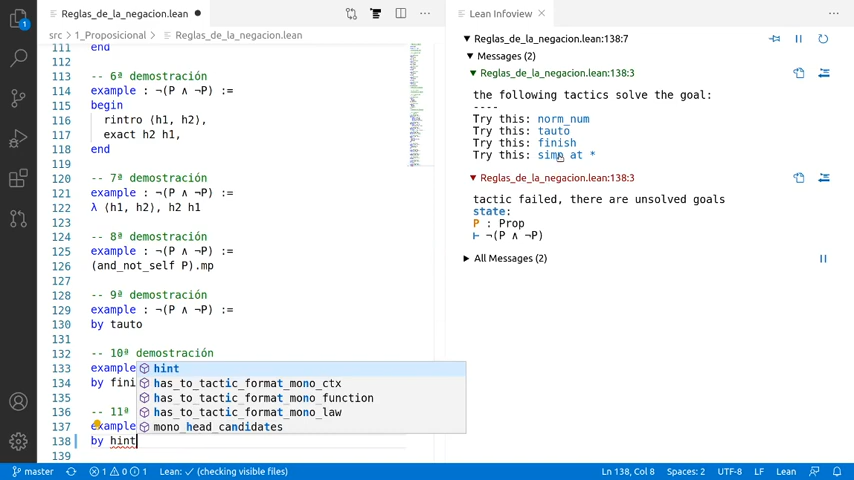 Reglas_de_la_negacion.lean ●
Lean Infoview
1
src > 1_Proposicional > Reglas_de_la_negacion.lean
111 end
112
113 -- 6ª demostración
114 example : ¬(P ∧ ¬P) :=
115 begin
116 rintro ⟨h1, h2⟩,
117 exact h2 h1,
118 end
119
120 -- 7ª demostración
121 example : ¬(P ∧ ¬P) :=
122 λ ⟨h1, h2⟩, h2 h1
123
124 -- 8ª demostración
125 example : ¬(P ∧ ¬P) :=
126 (and_not_self P).mp
127
128 -- 9ª demostración
129 example : ¬(P ∧ ¬P) :=
130 by tauto
131
132 -- 10ª demostración
133 example
134 by fini
135
136 -- 11ª
137 example
138 by hint
139
hint
has_to_tactic_format_mono_ctx
has_to_tactic_format_mono_function
has_to_tactic_format_mono_law
mono_head_candidates
Reglas_de_la_negacion.lean:138:7
Messages (2)
Reglas_de_la_negacion.lean:138:3
the following tactics solve the goal:
----
Try this: norm_num
Try this: tauto
Try this: finish
Try this: simp at *
Reglas_de_la_negacion.lean:138:3
tactic failed, there are unsolved goals
state:
P : Prop
⊢ ¬(P ∧ ¬P)
All Messages (2)
master
1 0 1
Lean: ✓ (checking visible files)
Ln 138, Col 8
Spaces: 2
UTF-8
LF
Lean